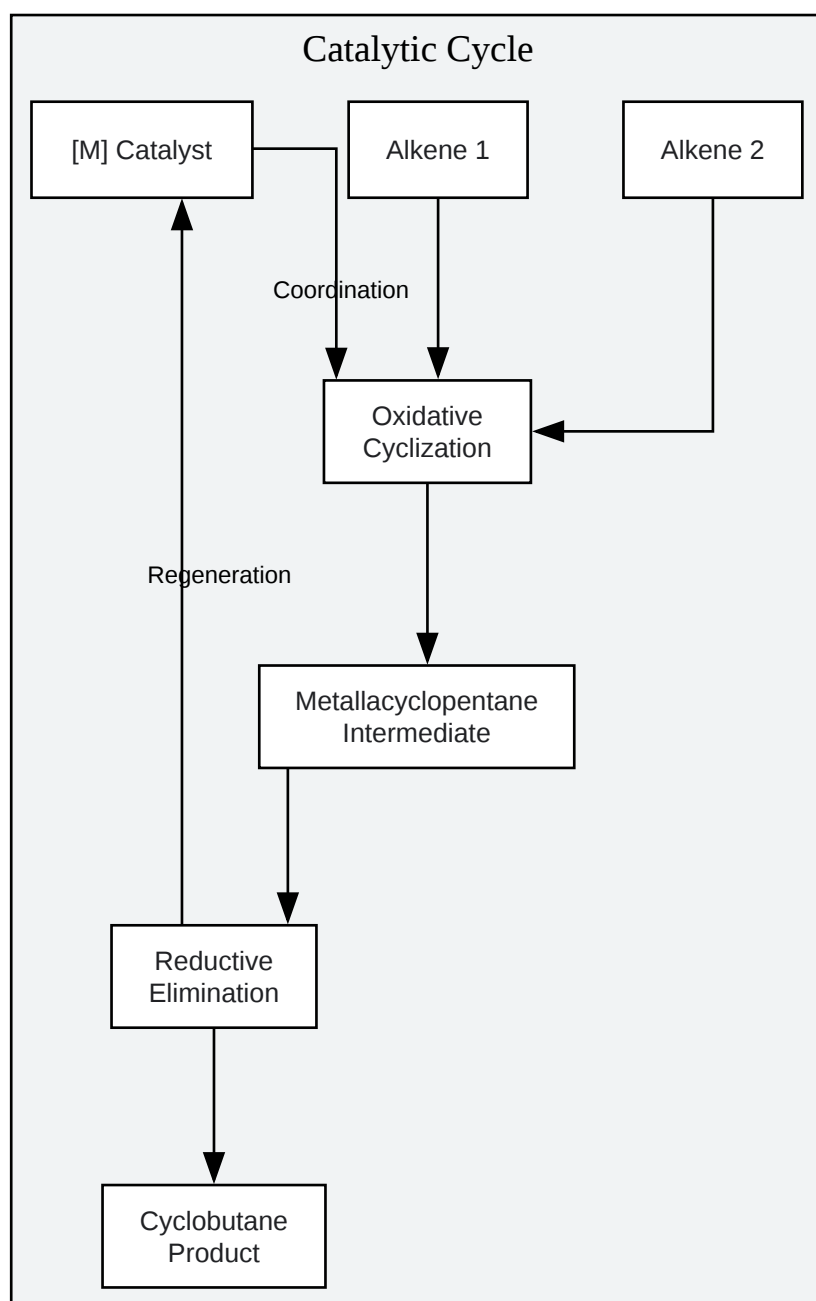 Catalytic Cycle
[M] Catalyst
Alkene 1
Alkene 2
Coordination
Oxidative
Cyclization
Regeneration
Metallacyclopentane
Intermediate
Reductive
Elimination
Cyclobutane
Product